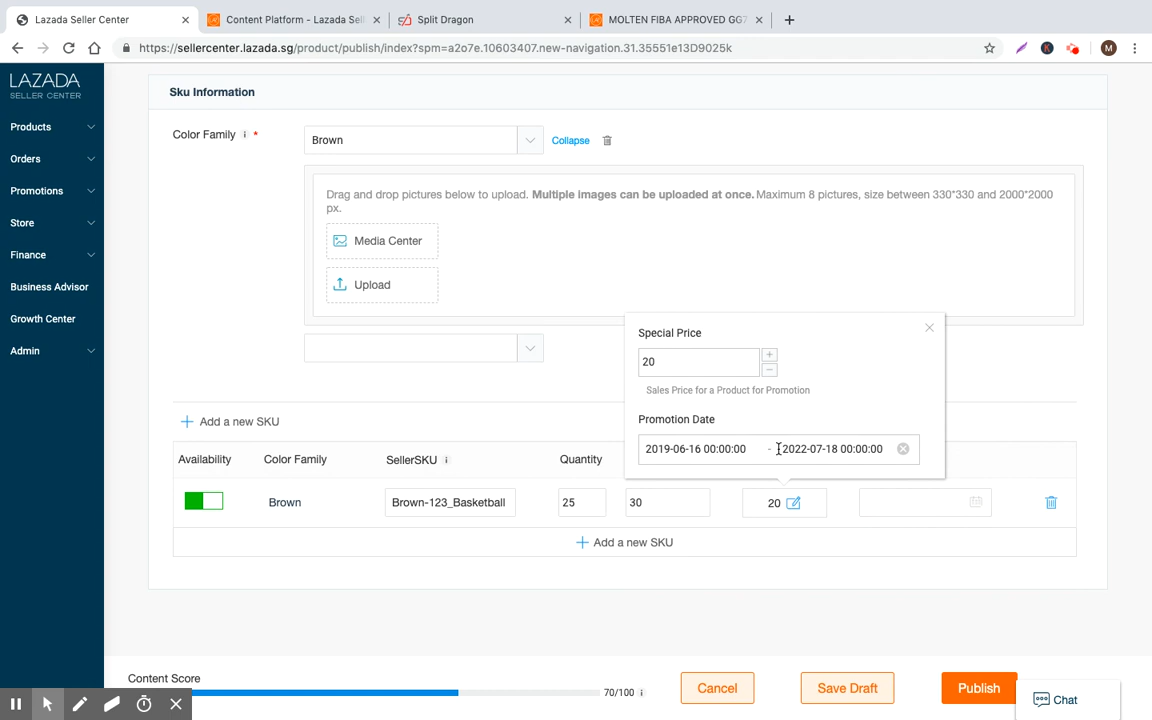 Lazada Seller Center
Content Platform - Lazada Sell
Split Dragon
MOLTEN FIBA APPROVED GG7
https://sellercenter.lazada.sg/product/publish/index?spm=a2o7e.10603407.new-navigation.31.35551e13D9025k
M
LAZADA
SELLER CENTER
Products
Orders
Promotions
Store
Finance
Business Advisor
Growth Center
Admin
Sku Information
Color Family i *
Brown
Collapse
Drag and drop pictures below to upload. Multiple images can be uploaded at once. Maximum 8 pictures, size between 330*330 and 2000*2000
px.
Media Center
Upload
Special Price
20
Sales Price for a Product for Promotion
Promotion Date
2019-06-16 00:00:00 - 2022-07-18 00:00:00
Add a new SKU
Availability Color Family SellerSKU i Quantity
Brown Brown-123_Basketball 25 30 20
Add a new SKU
Content Score
70/100 i
Cancel
Save Draft
Publish
Chat